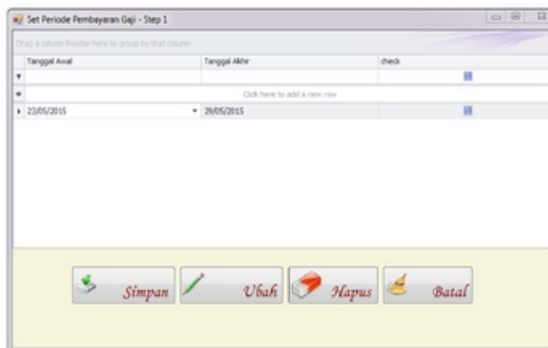 Set Periode Pembayaran Gaji - Step 1
Drag a column header here to group by that column
Tanggal Awal Tanggal Akhir check
Click here to add a new row
23/05/2015 29/05/2015
Simpan Ubah Hapus Batal